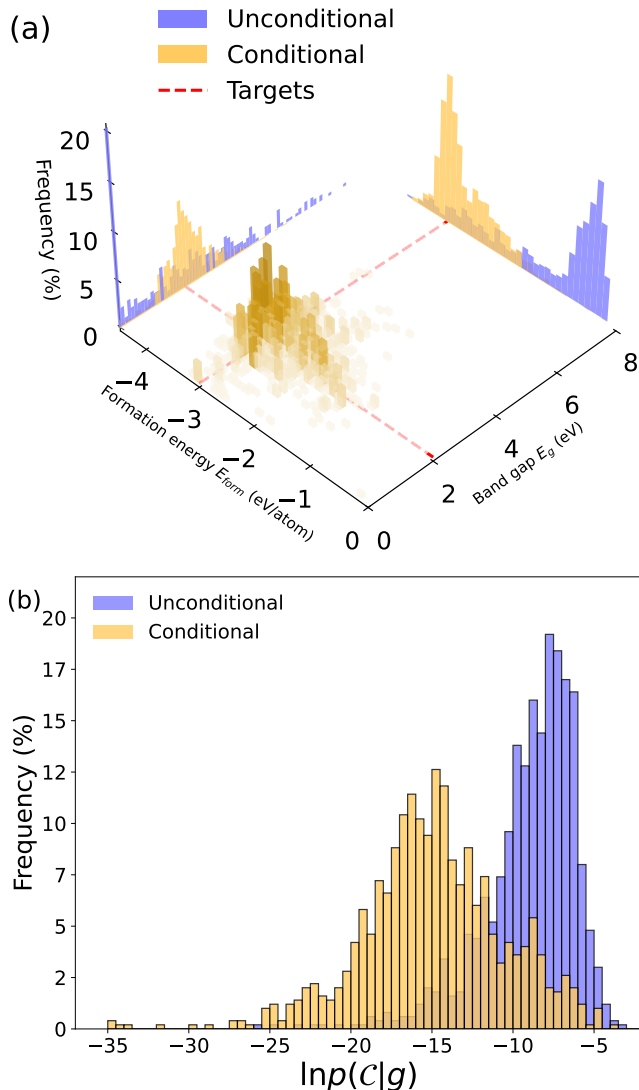 (a)
Unconditional
Conditional
Targets
20
15
10
5
0
Frequency (%)
−4
−3
−2
−1
0
Formation energy E_form (eV/atom)
0
2
4
6
8
Band gap E_g (eV)
(b)
Unconditional
Conditional
20
17
15
12
10
7
5
2
0
Frequency (%)
−35
−30
−25
−20
−15
−10
−5
lnp(𝒞|g)